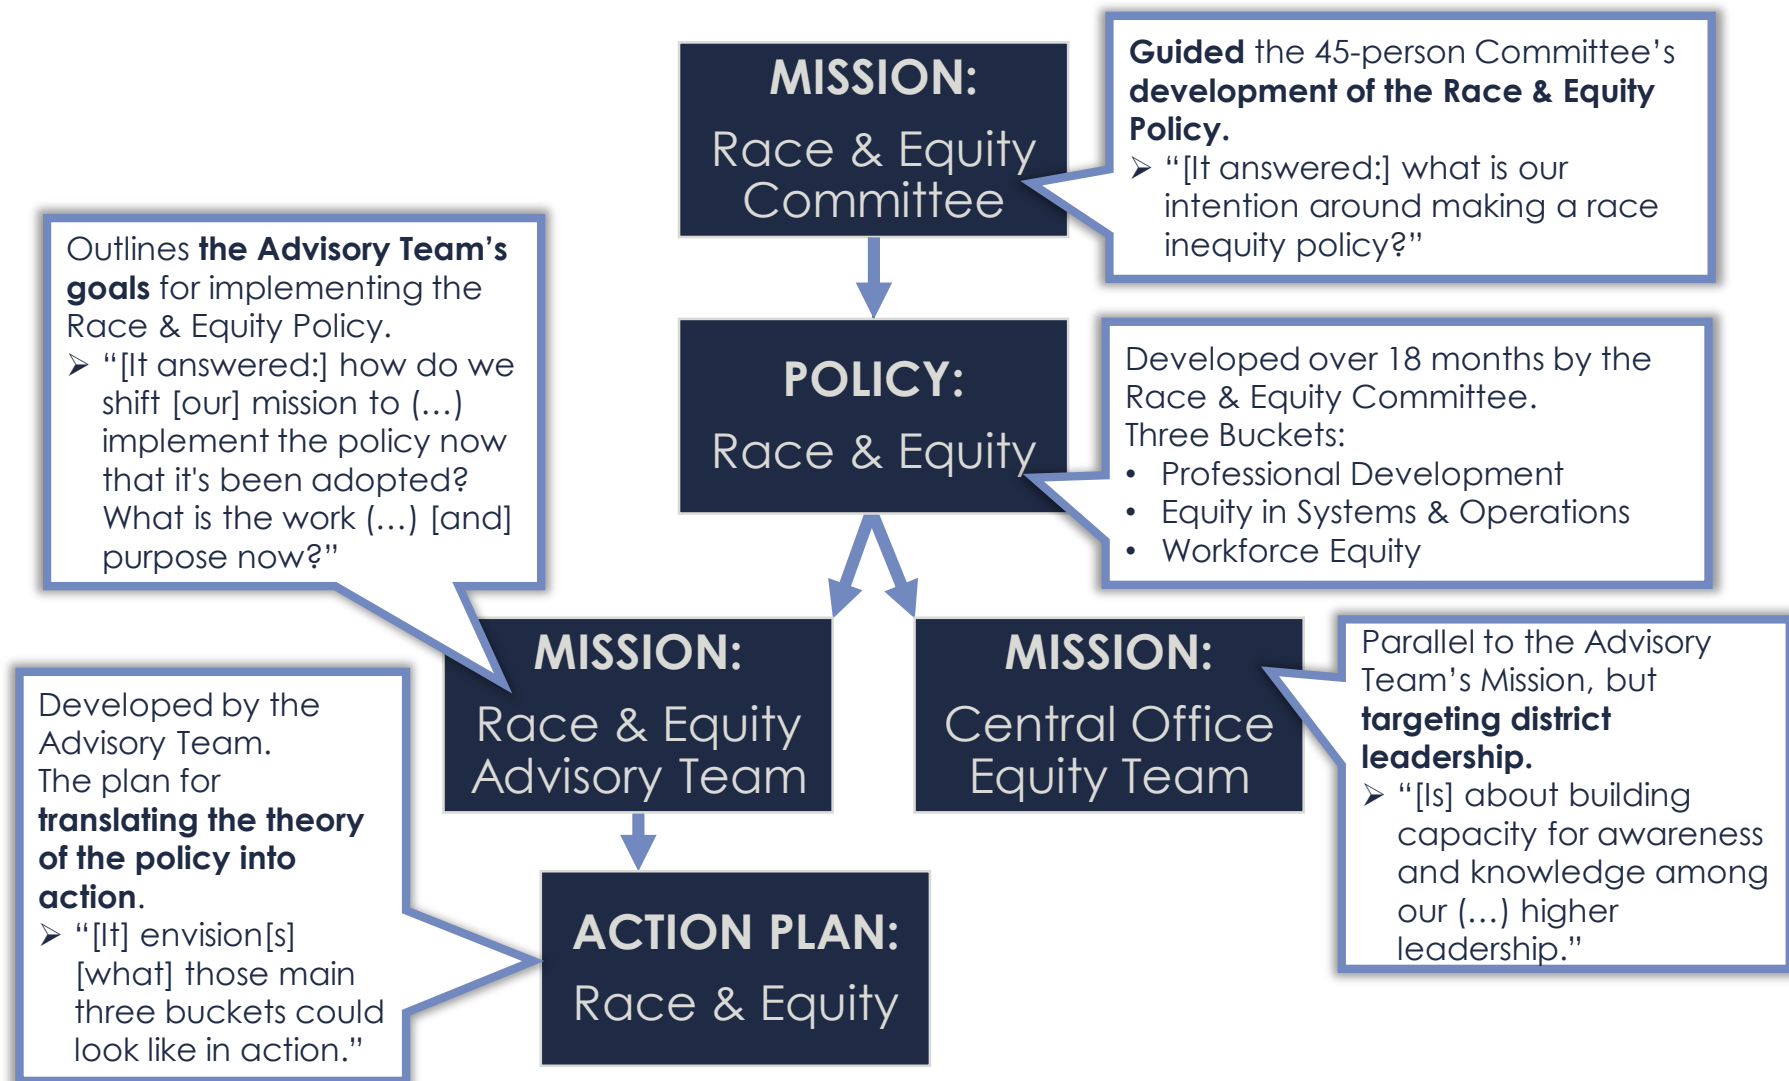 MISSION:
Race & Equity
Committee
Guided the 45-person Committee’s
development of the Race & Equity
Policy.
➢ “[It answered:] what is our
intention around making a race
inequity policy?”
POLICY:
Race & Equity
Developed over 18 months by the
Race & Equity Committee.
Three Buckets:
• Professional Development
• Equity in Systems & Operations
• Workforce Equity
Outlines the Advisory Team’s
goals for implementing the
Race & Equity Policy.
➢ “[It answered:] how do we
shift [our] mission to (…)
implement the policy now
that it's been adopted?
What is the work (…) [and]
purpose now?”
MISSION:
Race & Equity
Advisory Team
MISSION:
Central Office
Equity Team
Parallel to the Advisory
Team’s Mission, but
targeting district
leadership.
➢ “[Is] about building
capacity for awareness
and knowledge among
our (…) higher
leadership.”
Developed by the
Advisory Team.
The plan for
translating the theory
of the policy into
action.
➢ “[It] envision[s]
[what] those main
three buckets could
look like in action.”
ACTION PLAN:
Race & Equity